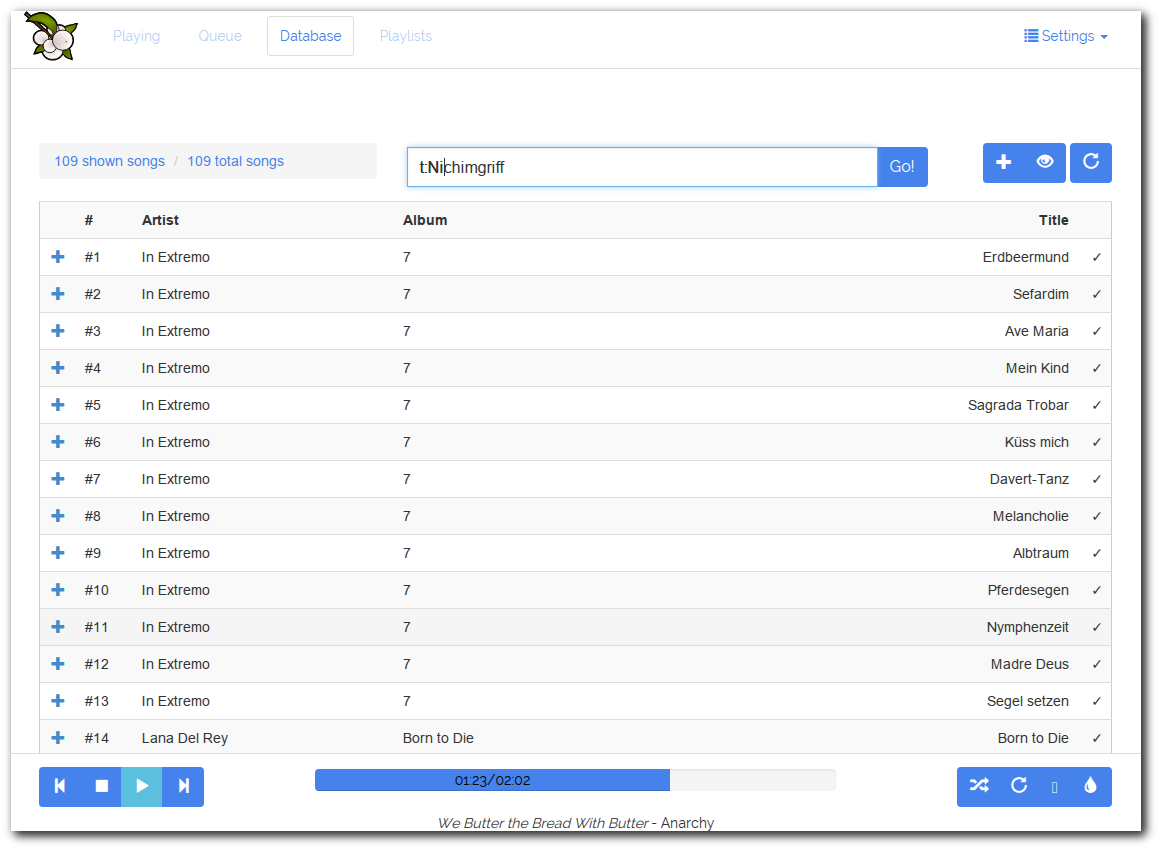 Playing Queue Database Playlists Settings
109 shown songs / 109 total songs t:Nichimgriff Go!
# Artist Album Title
#1 In Extremo 7 Erdbeermund ✓
#2 In Extremo 7 Sefardim ✓
#3 In Extremo 7 Ave Maria ✓
#4 In Extremo 7 Mein Kind ✓
#5 In Extremo 7 Sagrada Trobar ✓
#6 In Extremo 7 Küss mich ✓
#7 In Extremo 7 Davert-Tanz ✓
#8 In Extremo 7 Melancholie ✓
#9 In Extremo 7 Albtraum ✓
#10 In Extremo 7 Pferdesegen ✓
#11 In Extremo 7 Nymphenzeit ✓
#12 In Extremo 7 Madre Deus ✓
#13 In Extremo 7 Segel setzen ✓
#14 Lana Del Rey Born to Die Born to Die ✓
01:23/02:02
We Butter the Bread With Butter - Anarchy